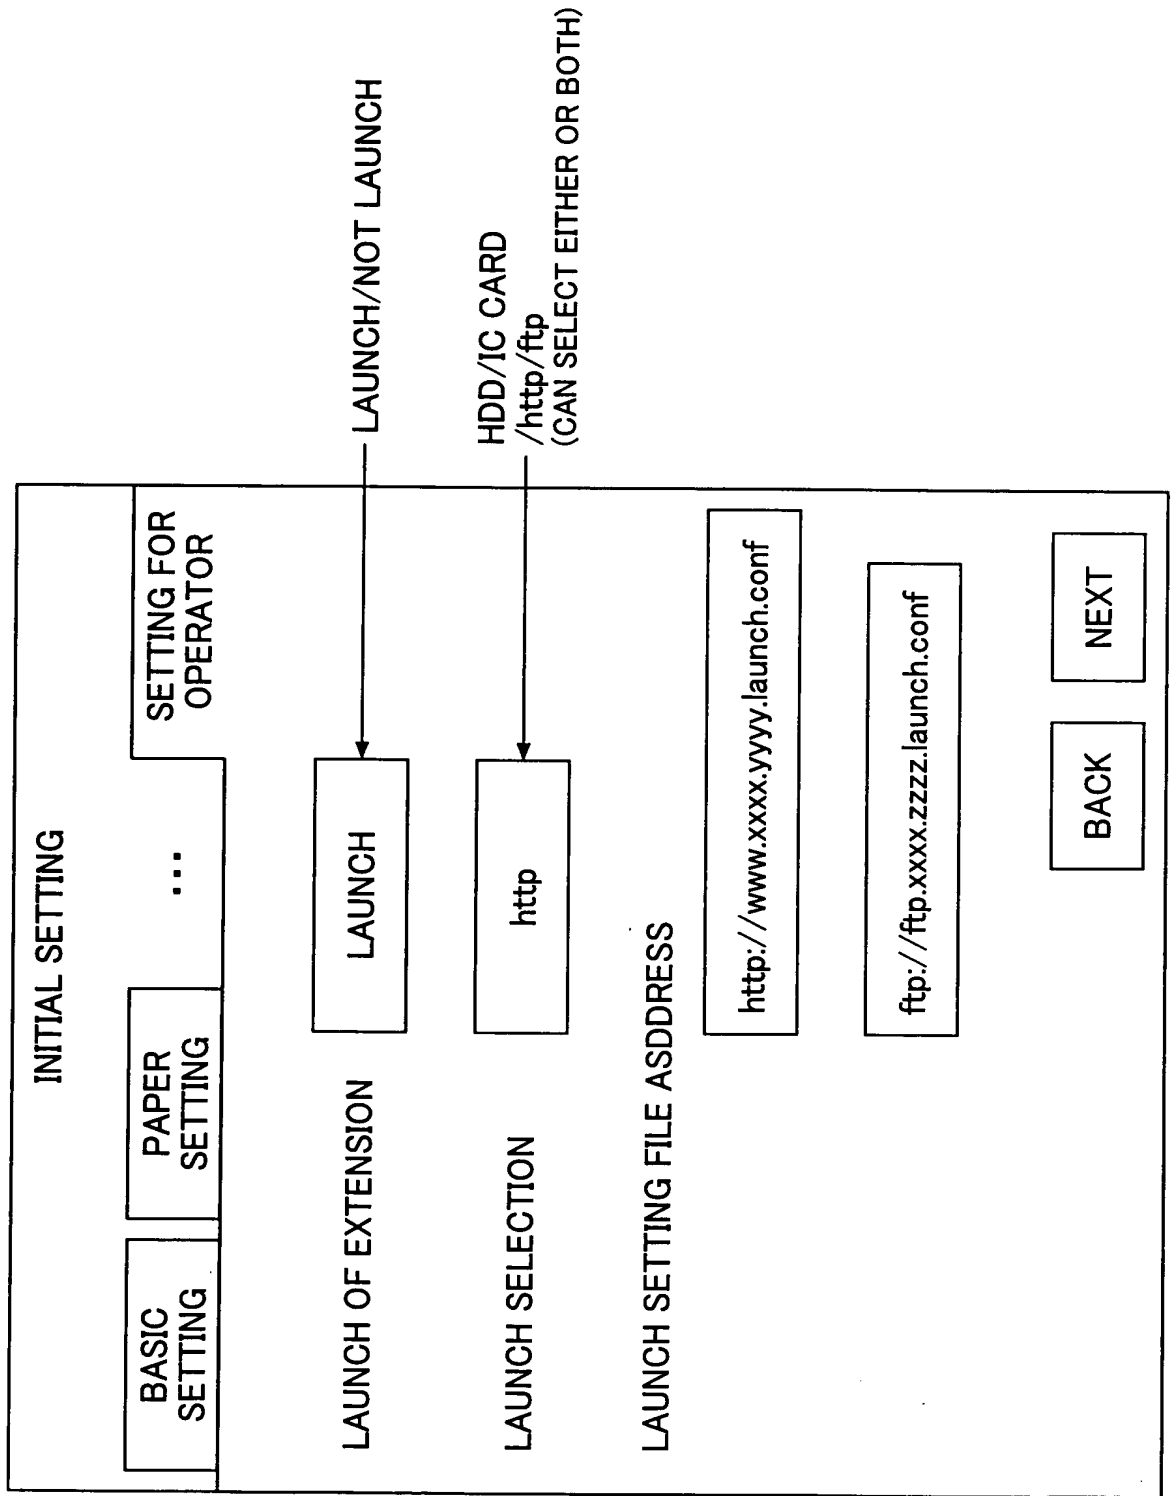 INITIAL SETTING
BASIC
SETTING
PAPER
SETTING
...
SETTING FOR
OPERATOR
LAUNCH OF EXTENSION
LAUNCH
LAUNCH/NOT LAUNCH
LAUNCH SELECTION
http
HDD/IC CARD
/http/ftp
(CAN SELECT EITHER OR BOTH)
LAUNCH SETTING FILE ASDDRESS
http://www.xxxx.yyyy.launch.conf
ftp://ftp.xxxx.zzzz.launch.conf
BACK
NEXT